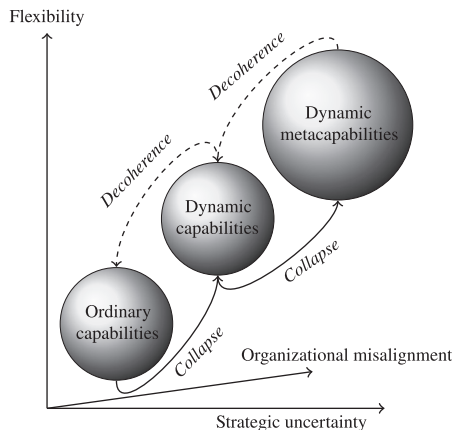 Flexibility
Decoherence
Dynamic
metacapabilities
Decoherence
Dynamic
capabilities
Collapse
Ordinary
capabilities
Collapse
Organizational misalignment
Strategic uncertainty